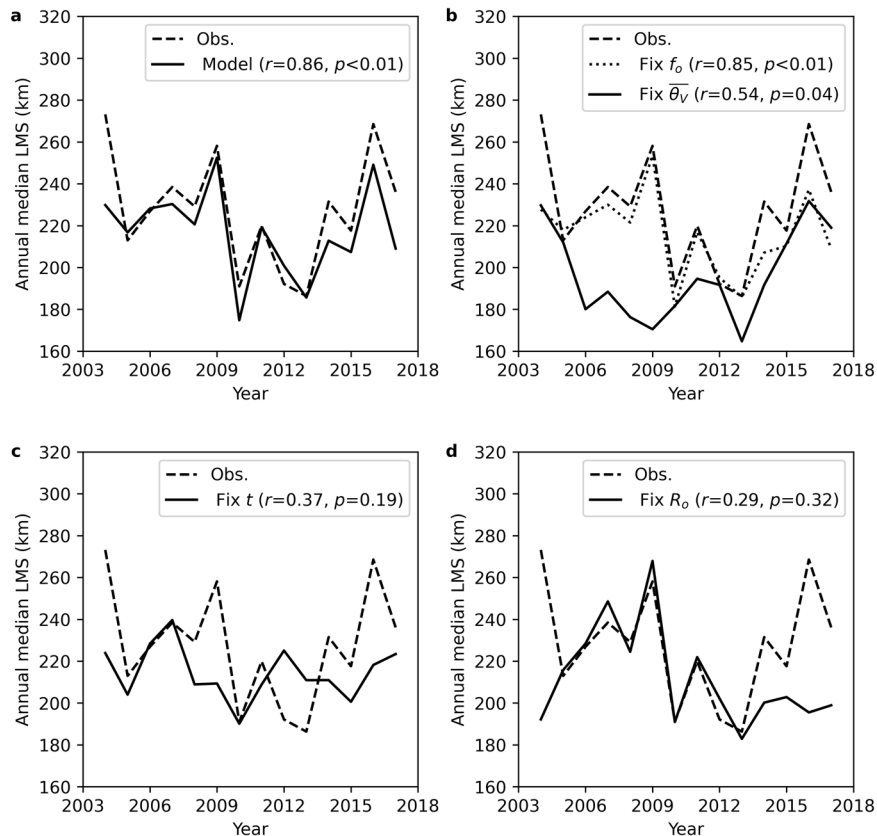 a
320
300
280
260
240
220
200
180
160
Annual median LMS (km)
Obs.
Model (r=0.86, p<0.01)
2003 2006 2009 2012 2015 2018
Year
b
320
300
280
260
240
220
200
180
160
Annual median LMS (km)
Obs.
Fix fₒ (r=0.85, p<0.01)
Fix θ̅_V̅ (r=0.54, p=0.04)
2003 2006 2009 2012 2015 2018
Year
c
320
300
280
260
240
220
200
180
160
Annual median LMS (km)
Obs.
Fix t (r=0.37, p=0.19)
2003 2006 2009 2012 2015 2018
Year
d
320
300
280
260
240
220
200
180
160
Annual median LMS (km)
Obs.
Fix Rₒ (r=0.29, p=0.32)
2003 2006 2009 2012 2015 2018
Year